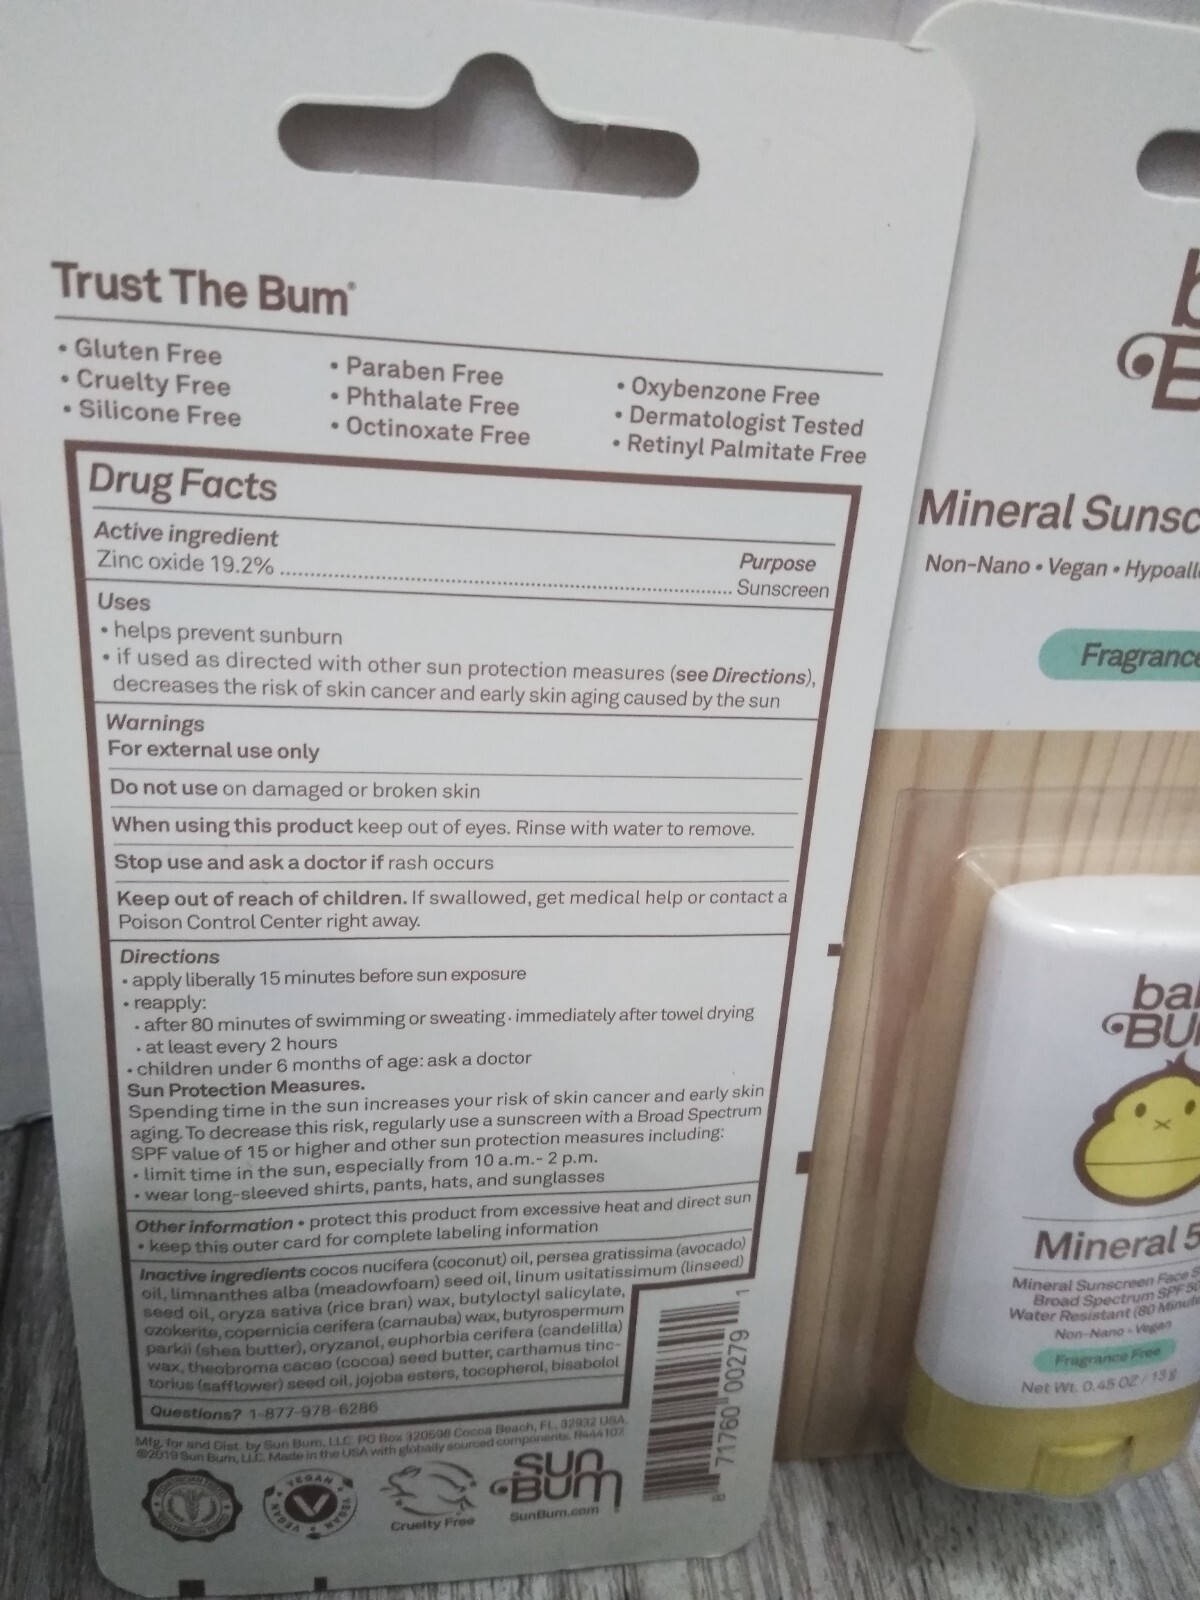 Trust The Bum®
• Gluten Free
• Cruelty Free
• Silicone Free
• Paraben Free
• Phthalate Free
• Octinoxate Free
• Oxybenzone Free
• Dermatologist Tested
• Retinyl Palmitate Free
Drug Facts
Active ingredient
Purpose
Zinc oxide 19.2% ........................................ Sunscreen
Uses
• helps prevent sunburn
• if used as directed with other sun protection measures (see Directions),
decreases the risk of skin cancer and early skin aging caused by the sun
Warnings
For external use only
Do not use on damaged or broken skin
When using this product keep out of eyes. Rinse with water to remove.
Stop use and ask a doctor if rash occurs
Keep out of reach of children. If swallowed, get medical help or contact a
Poison Control Center right away.
Directions
• apply liberally 15 minutes before sun exposure
• reapply:
• after 80 minutes of swimming or sweating • immediately after towel drying
• at least every 2 hours
• children under 6 months of age: ask a doctor
Sun Protection Measures.
Spending time in the sun increases your risk of skin cancer and early skin
aging. To decrease this risk, regularly use a sunscreen with a Broad Spectrum
SPF value of 15 or higher and other sun protection measures including:
• limit time in the sun, especially from 10 a.m.- 2 p.m.
• wear long-sleeved shirts, pants, hats, and sunglasses
Other information • protect this product from excessive heat and direct sun
• keep this outer card for complete labeling information
Inactive ingredients cocos nucifera (coconut) oil, persea gratissima (avocado)
oil, limnanthes alba (meadowfoam) seed oil, linum usitatissimum (linseed)
seed oil, oryza sativa (rice bran) wax, butyloctyl salicylate,
ozokerite, copernicia cerifera (carnauba) wax, butyrospermum
parkii (shea butter), oryzanol, euphorbia cerifera (candelilla)
wax, theobroma cacao (cocoa) seed butter, carthamus tinc-
torius (safflower) seed oil, jojoba esters, tocopherol, bisabolol
Questions? 1-877-978-6286
Mfg. for and Dist. by Sun Bum, LLC. PO Box 320598 Cocoa Beach, FL. 32932 USA.
©2019 Sun Bum, LLC. Made in the USA with globally sourced components. R444107
VEGAN
VEGAN
VEGAN
Cruelty Free
SUN
BUM
SunBum.com
8 71760 00279 1
b
B
Mineral Sunsc
Non-Nano • Vegan • Hypoall
Fragrance
bab
BU
Mineral 5
Mineral Sunscreen Face S
Broad Spectrum SPF 50
Water Resistant (80 Minute
Non-Nano • Vegan
Fragrance Free
Net Wt. 0.45 OZ / 13 g